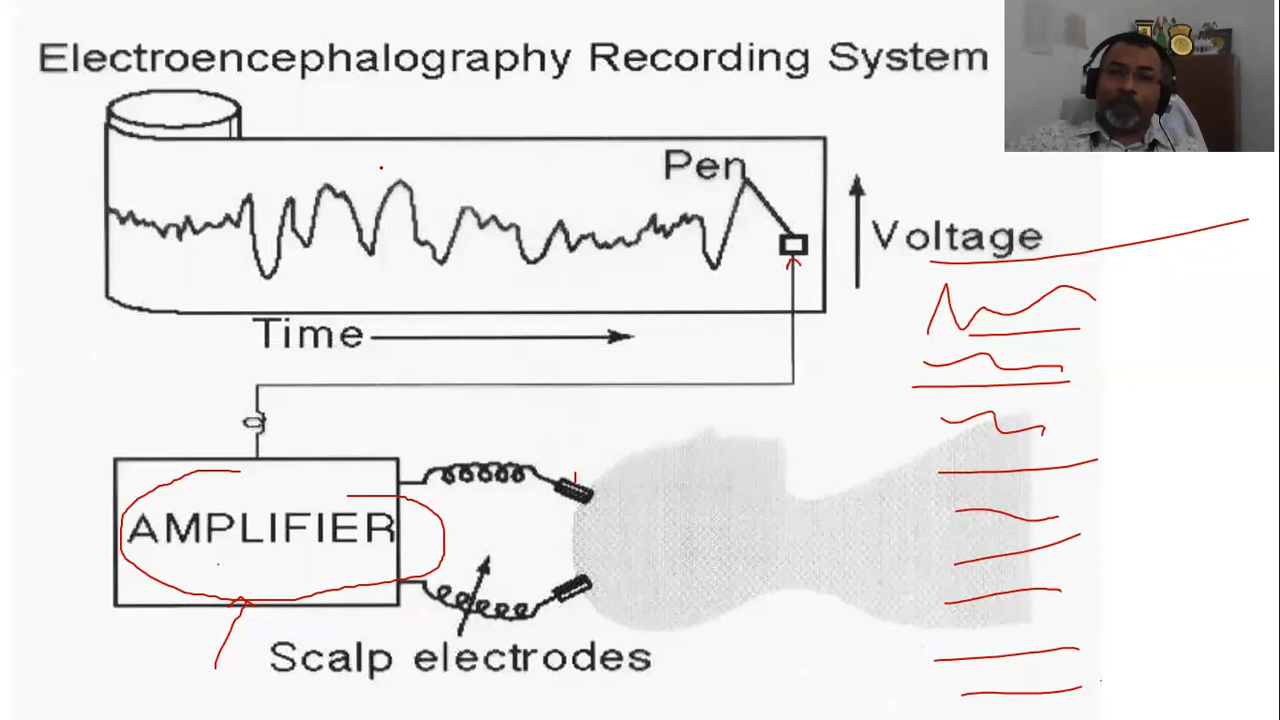 Electroencephalography Recording System
Pen
Voltage
Time
AMPLIFIER
Scalp electrodes